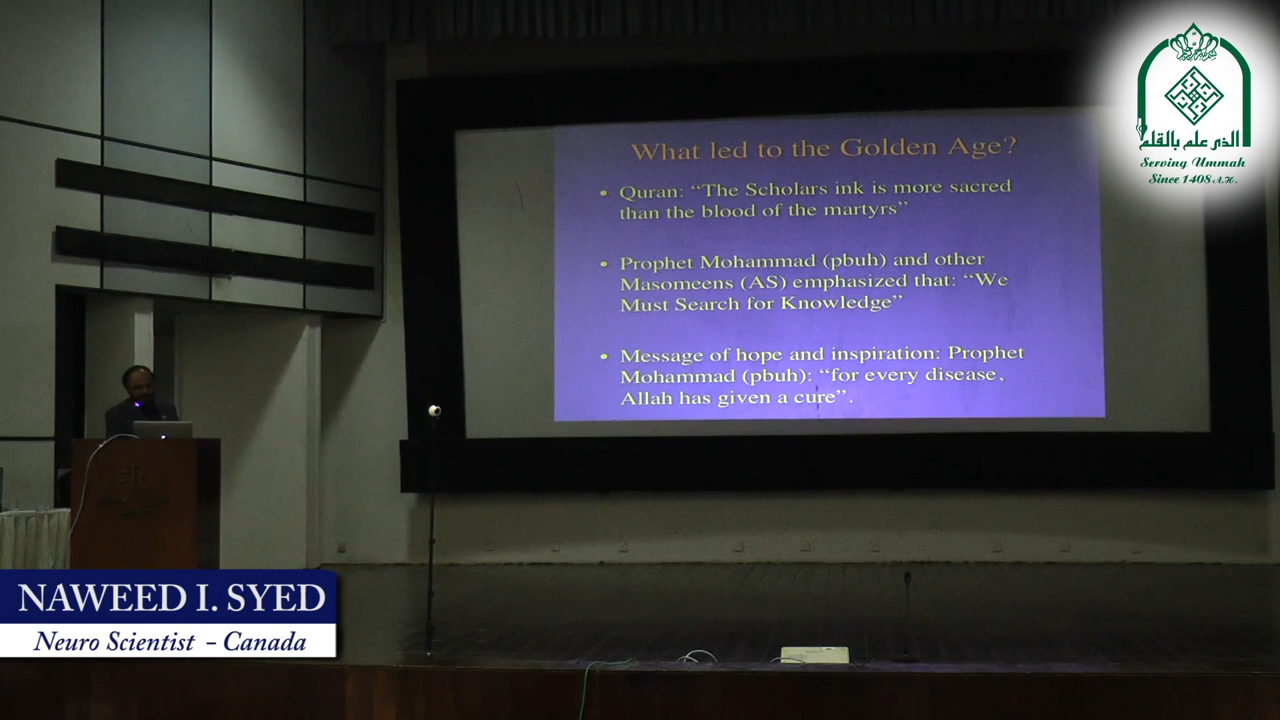 What led to the Golden Age?
• Quran: “The Scholars ink is more sacred
than the blood of the martyrs”
• Prophet Mohammad (pbuh) and other
Masomeens (AS) emphasized that: “We
Must Search for Knowledge”
• Message of hope and inspiration: Prophet
Mohammad (pbuh): “for every disease,
Allah has given a cure”.
الذي علم بالقلم
Serving Ummah
Since 1408 A.H.
NAWEED I. SYED
Neuro Scientist - Canada